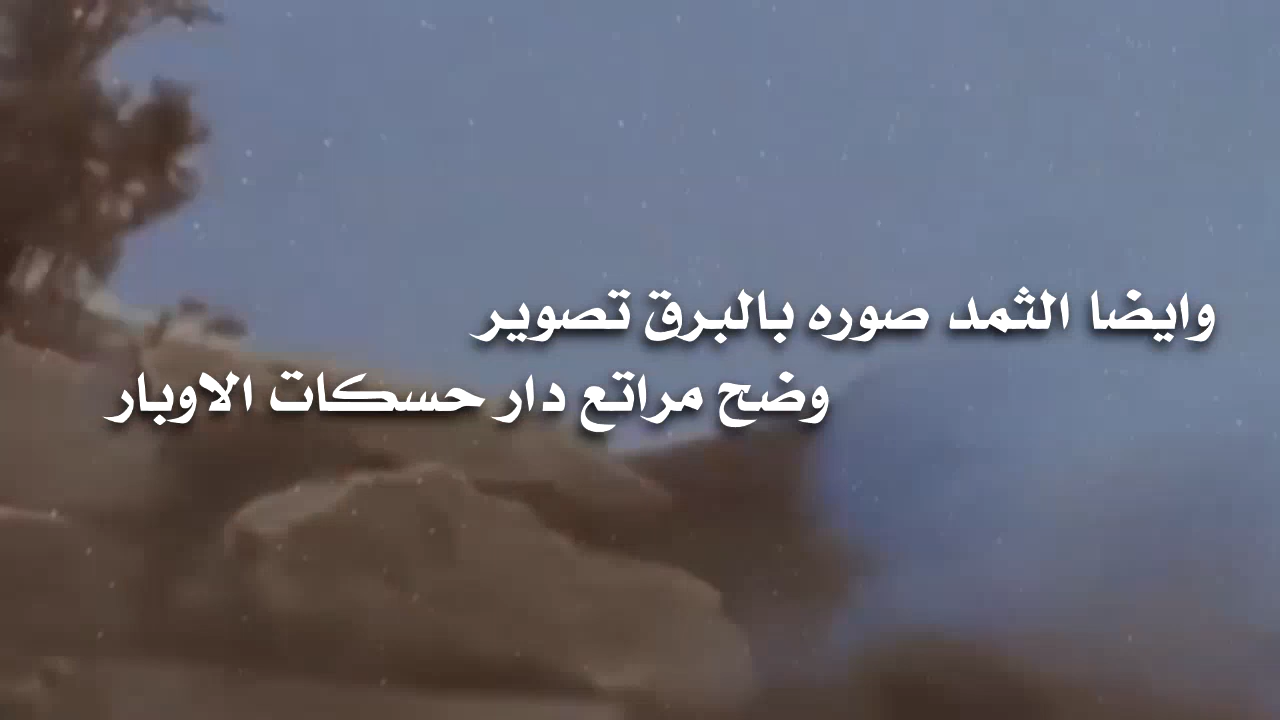 وايضا الثمد صوره بالبرق تصوير
وضح مراتع دار حسكات الاوبار